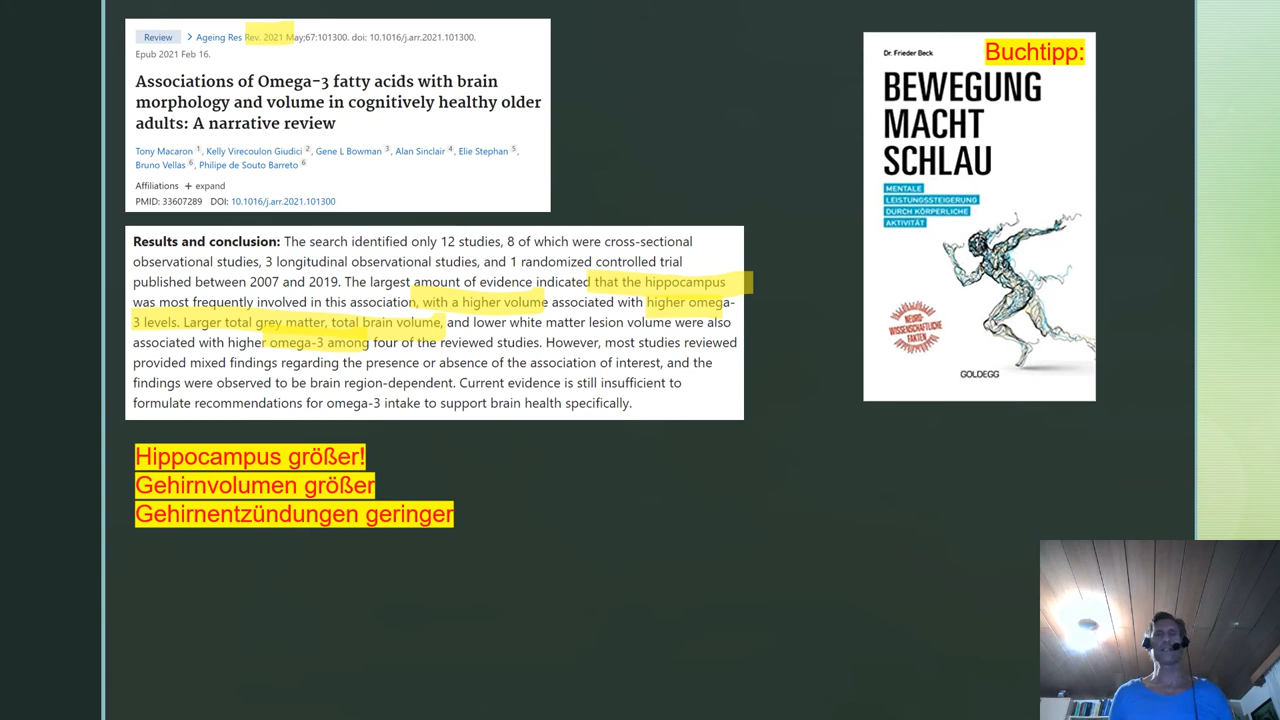 Review > Ageing Res Rev. 2021 May;67:101300. doi: 10.1016/j.arr.2021.101300.
Epub 2021 Feb 16.
Associations of Omega-3 fatty acids with brain
morphology and volume in cognitively healthy older
adults: A narrative review
Tony Macaron 1, Kelly Virecoulon Giudici 2, Gene L Bowman 3, Alan Sinclair 4, Elie Stephan 5,
Bruno Vellas 6, Philipe de Souto Barreto 6
Affiliations + expand
PMID: 33607289 DOI: 10.1016/j.arr.2021.101300
Results and conclusion: The search identified only 12 studies, 8 of which were cross-sectional
observational studies, 3 longitudinal observational studies, and 1 randomized controlled trial
published between 2007 and 2019. The largest amount of evidence indicated that the hippocampus
was most frequently involved in this association, with a higher volume associated with higher omega-
3 levels. Larger total grey matter, total brain volume, and lower white matter lesion volume were also
associated with higher omega-3 among four of the reviewed studies. However, most studies reviewed
provided mixed findings regarding the presence or absence of the association of interest, and the
findings were observed to be brain region-dependent. Current evidence is still insufficient to
formulate recommendations for omega-3 intake to support brain health specifically.
Hippocampus größer!
Gehirnvolumen größer
Gehirnentzündungen geringer
Buchtipp:
Dr. Frieder Beck
BEWEGUNG
MACHT
SCHLAU
MENTALE
LEISTUNGSSTEIGERUNG
DURCH KÖRPERLICHE
AKTIVITÄT
NEURO-
WISSENSCHAFTLICHE
FAKTEN
GOLDEGG